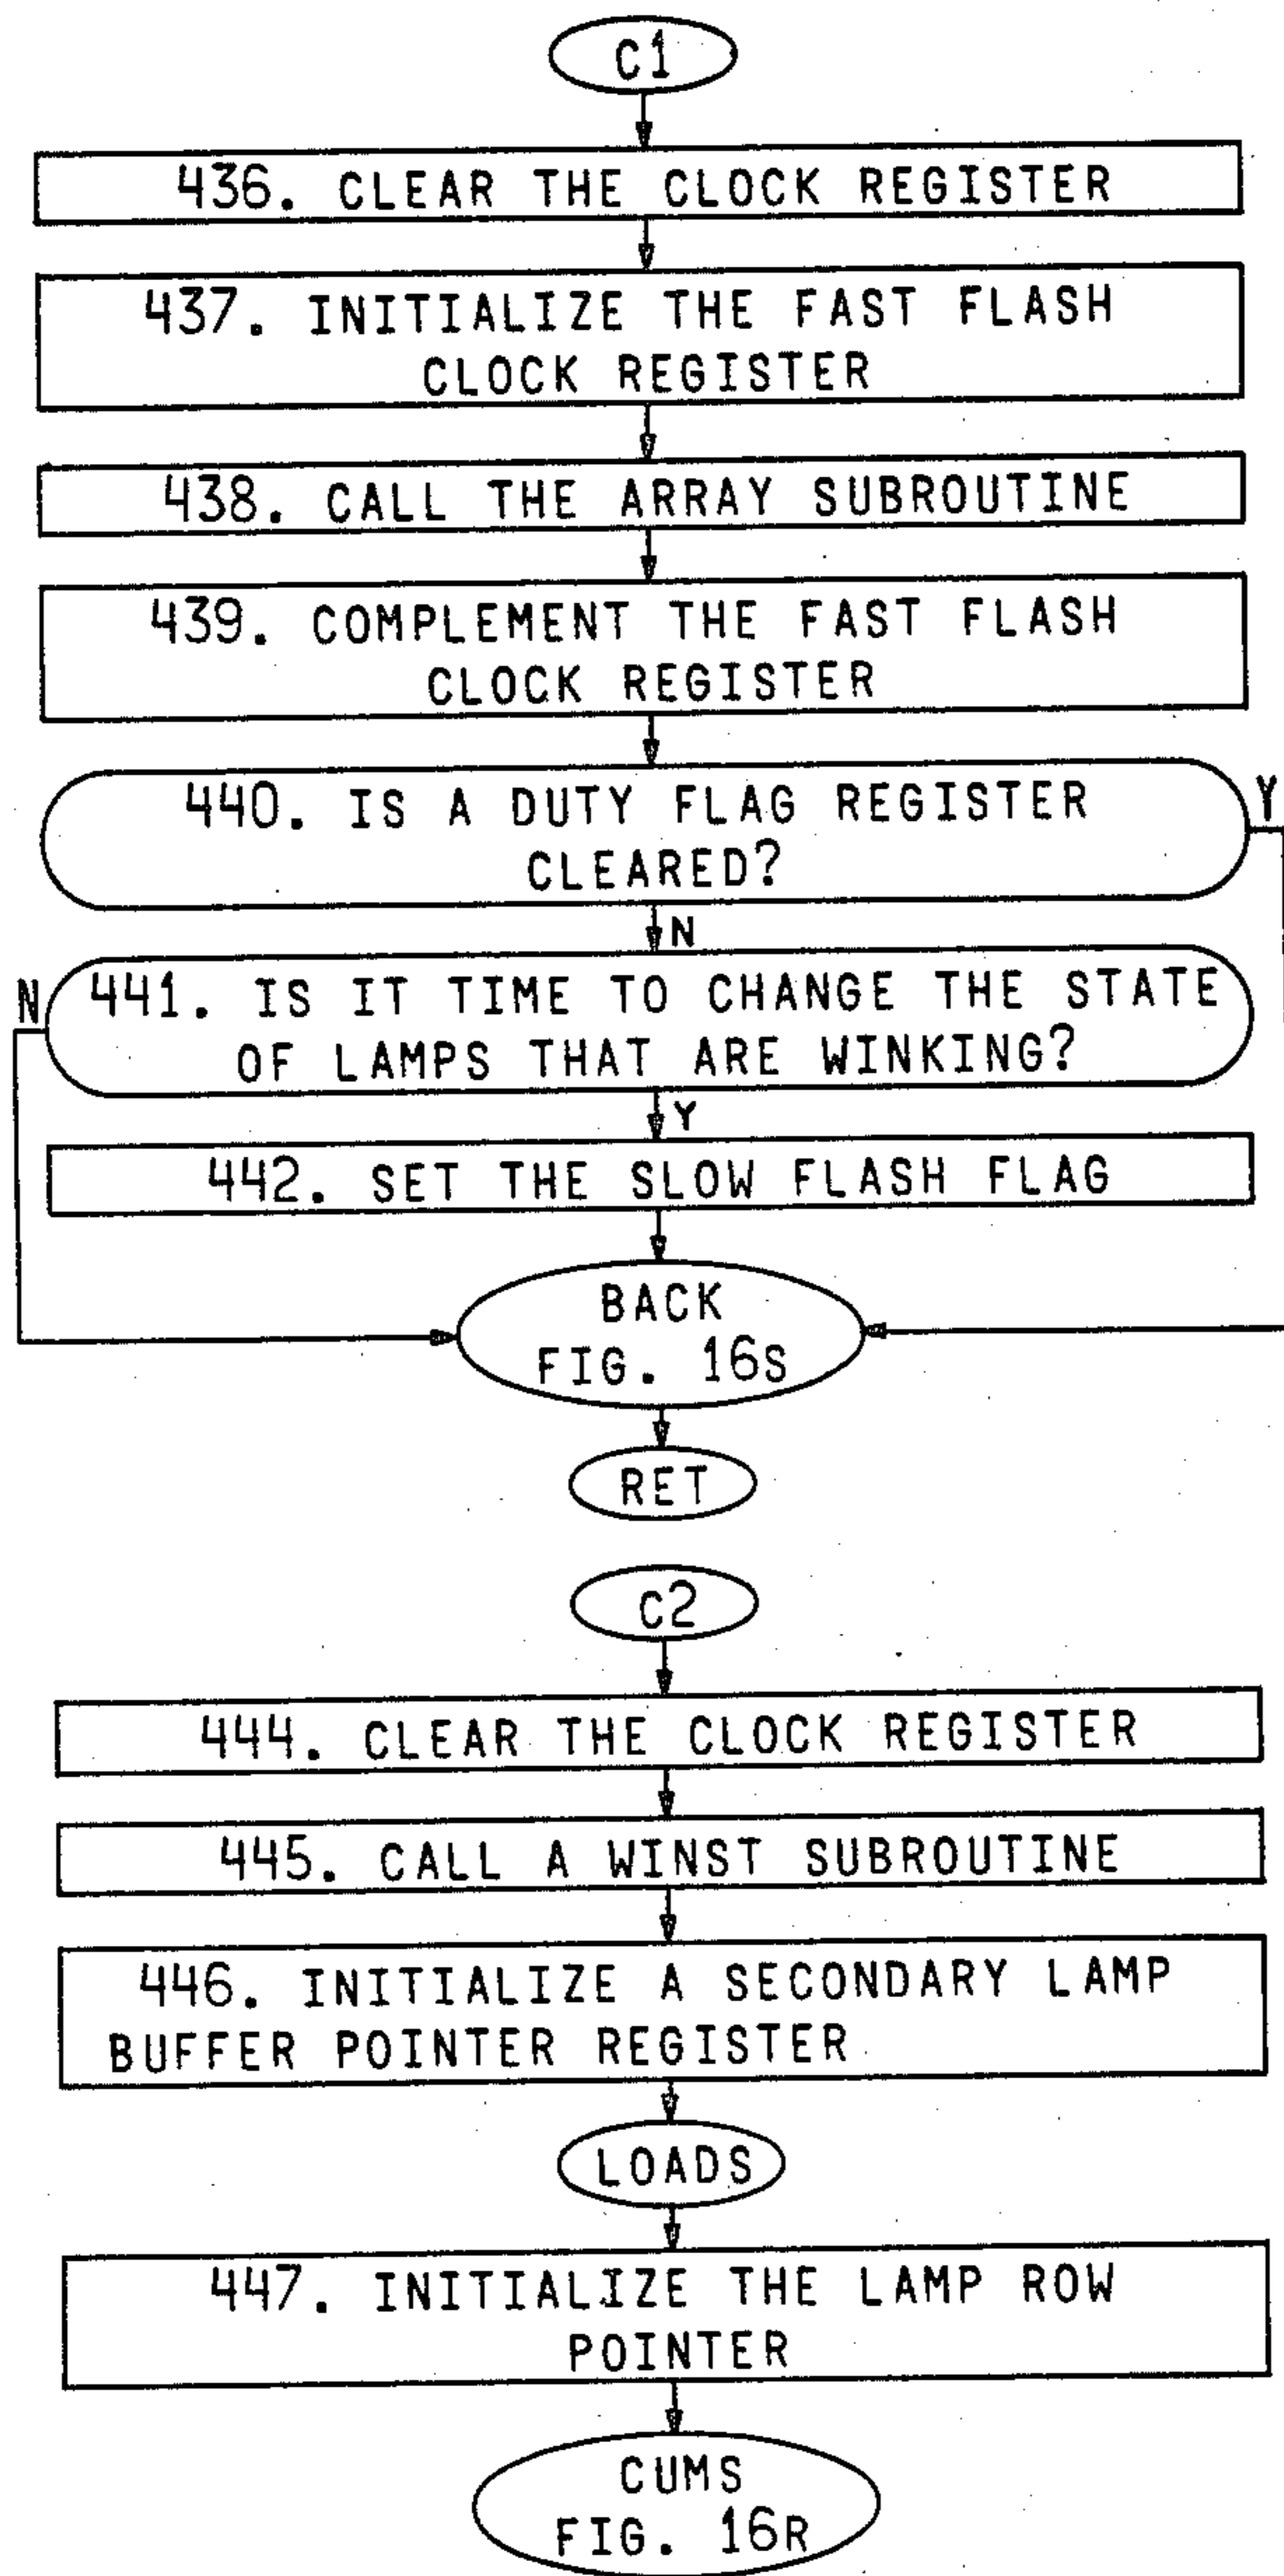 C1
436. CLEAR THE CLOCK REGISTER
437. INITIALIZE THE FAST FLASH
CLOCK REGISTER
438. CALL THE ARRAY SUBROUTINE
439. COMPLEMENT THE FAST FLASH
CLOCK REGISTER
440. IS A DUTY FLAG REGISTER
CLEARED?
Y
N
N
441. IS IT TIME TO CHANGE THE STATE
OF LAMPS THAT ARE WINKING?
Y
442. SET THE SLOW FLASH FLAG
BACK
FIG. 16S
RET
C2
444. CLEAR THE CLOCK REGISTER
445. CALL A WINST SUBROUTINE
446. INITIALIZE A SECONDARY LAMP
BUFFER POINTER REGISTER
LOADS
447. INITIALIZE THE LAMP ROW
POINTER
CUMS
FIG. 16R